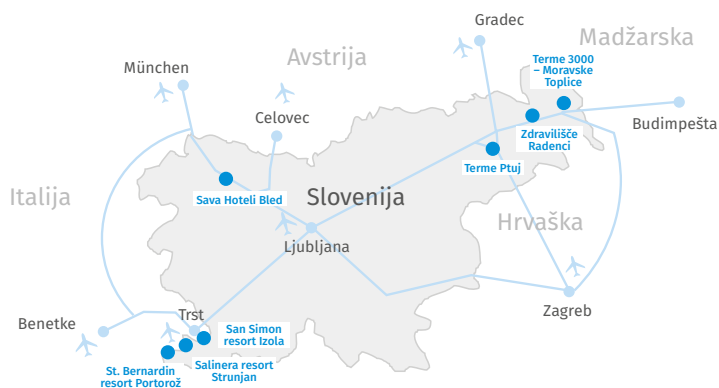 Gradec
Madžarska
Avstrija
Terme 3000
– Moravske
Toplice
München
Celovec
Budimpešta
Zdravilišče
Radenci
Terme Ptuj
Italija
Sava Hoteli Bled
Slovenija
Hrvaška
Ljubljana
Zagreb
Trst
Benetke
San Simon
resort Izola
Salinera resort
Strunjan
St. Bernardin
resort Portorož